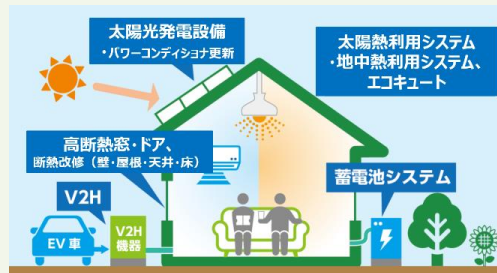 太陽光発電設備
・パワーコンディショナ更新
太陽熱利用システム
・地中熱利用システム、
エコキュート
高断熱窓・ドア、
断熱改修（壁・屋根・天井・床）
V2H
蓄電池システム
EV車
V2H
機器